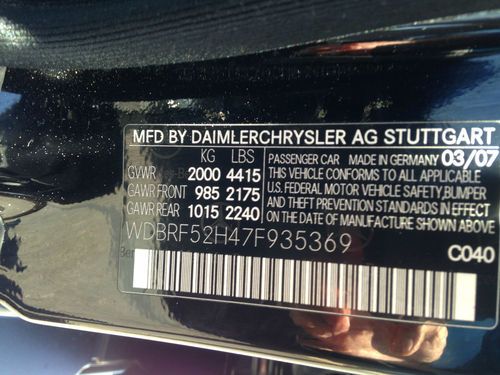 MFD BY DAIMLERCHRYSLER AG STUTTGART
KG LBS
GVWR 2000 4415
GAWR FRONT 985 2175
GAWR REAR 1015 2240
PASSENGER CAR MADE IN GERMANY 03/07
THIS VEHICLE CONFORMS TO ALL APPLICABLE
U.S. FEDERAL MOTOR VEHICLE SAFETY, BUMPER
AND THEFT PREVENTION STANDARDS IN EFFECT
ON THE DATE OF MANUFACTURE SHOWN ABOVE.
WDBRF52H47F935369
C040